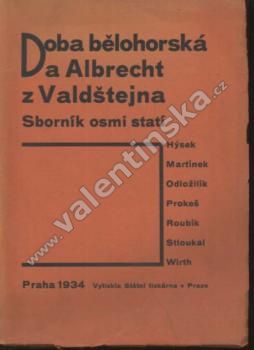 Doba bělohorská
a Albrecht
z Valdštejna
Sborník osmi statí
Hýsek
Martínek
Odložilík
Prokeš
Roubík
Stloukal
Wirth
Praha 1934 Vytiskla Státní tiskárna v Praze
www.valentinska.cz